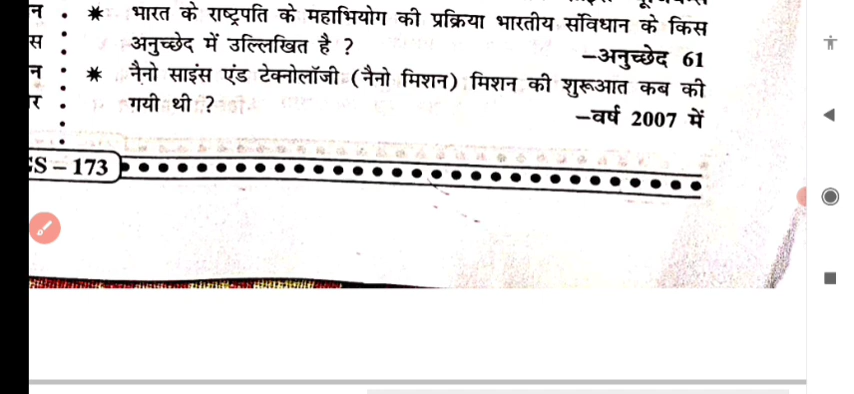 न * भारत के राष्ट्रपति के महाभियोग की प्रक्रिया भारतीय संविधान के किस
स अनुच्छेद में उल्लिखित है ?
–अनुच्छेद 61
न * नैनो साइंस एंड टेक्नोलॉजी (नैनो मिशन) मिशन की शुरूआत कब की
र गयी थी ?
–वर्ष 2007 में
S – 173